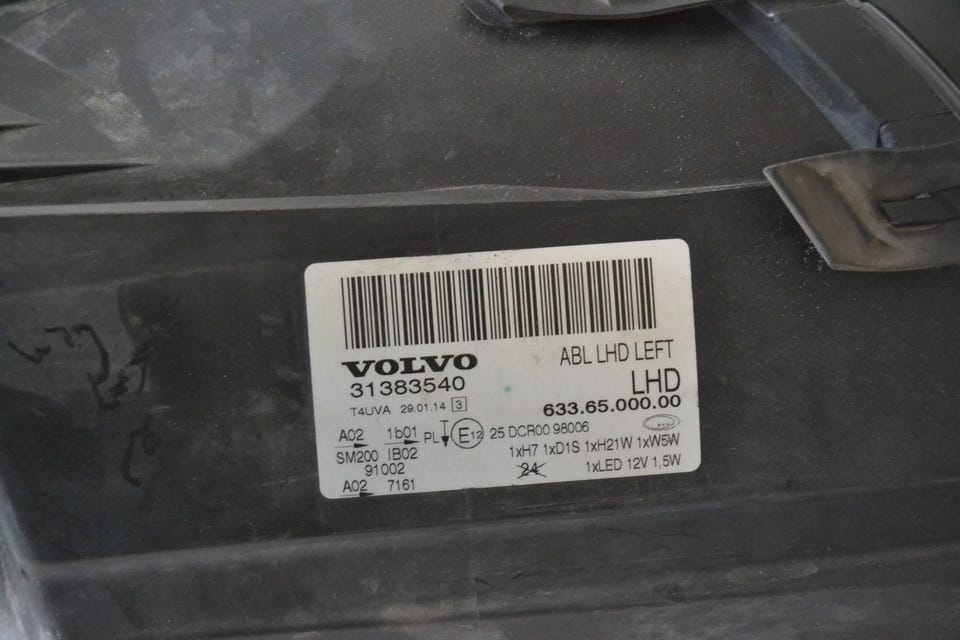 VOLVO
ABL LHD LEFT
31383540
LHD
T4UVA 29.01.14 3
633.65.000.00
A02 1b01 PL E12 25 DCR00 98006
SM200 IB02
1xH7 1xD1S 1xH21W 1xW5W
91002
24
1xLED 12V 1,5W
A02 7161